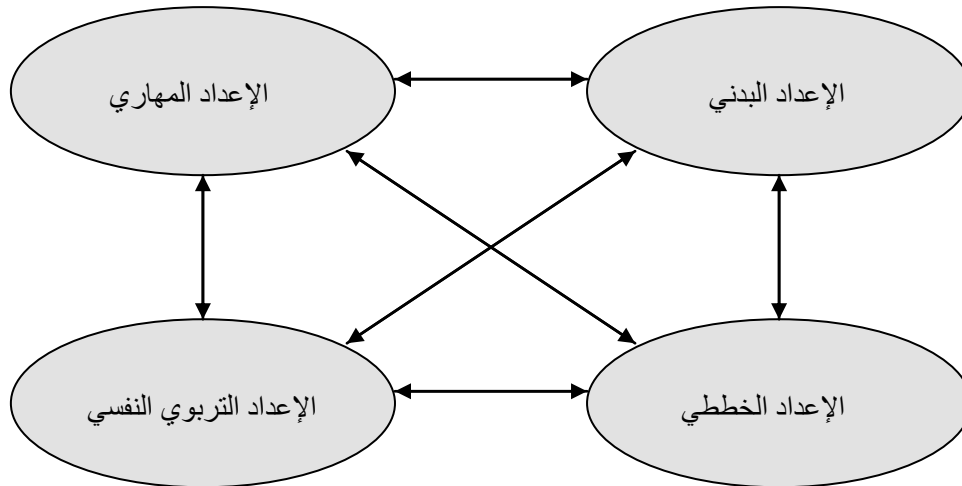 الإعداد البدني
الإعداد المهاري
الإعداد الخططي
الإعداد التربوي النفسي